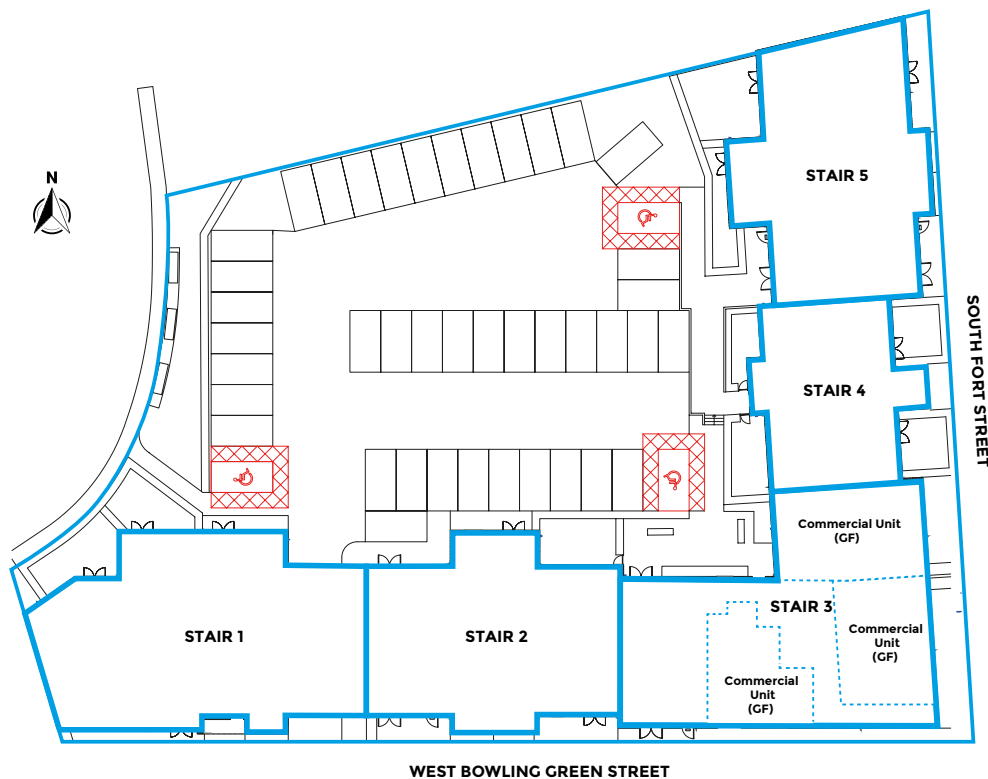 N
STAIR 5
SOUTH FORT STREET
STAIR 4
Commercial Unit
(GF)
STAIR 3
STAIR 1
STAIR 2
Commercial
Unit
(GF)
Commercial
Unit
(GF)
WEST BOWLING GREEN STREET